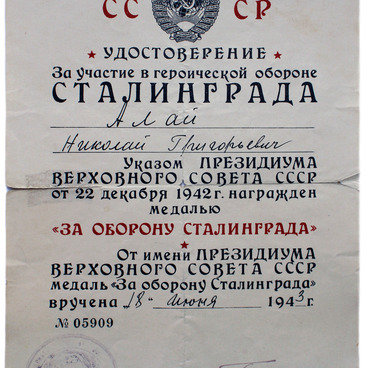 СС СР
★ УДОСТОВЕРЕНИЕ ★
За участие в героической обороне
СТАЛИНГРАДА
Алай
Николай Григорьевич
Указом ПРЕЗИДИУМА
ВЕРХОВНОГО СОВЕТА СССР
от 22 декабря 1942 г. награжден
медалью
«ЗА ОБОРОНУ СТАЛИНГРАДА»
★
От имени ПРЕЗИДИУМА
ВЕРХОВНОГО СОВЕТА СССР
медаль «За оборону Сталинграда»
вручена "18" июня 1943 г.
№ 05909